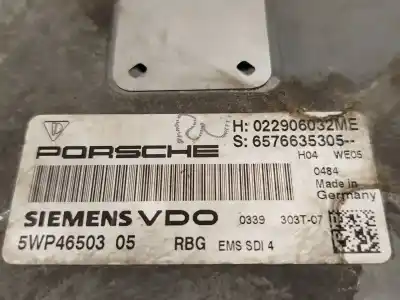 H: 022906032ME
PORSCHE
S: 6576635305--
H04 WE05
0484
Made in
Germany
SIEMENS VDO
0339 303T-07
5WP46503 05 RBG EMS SDI 4